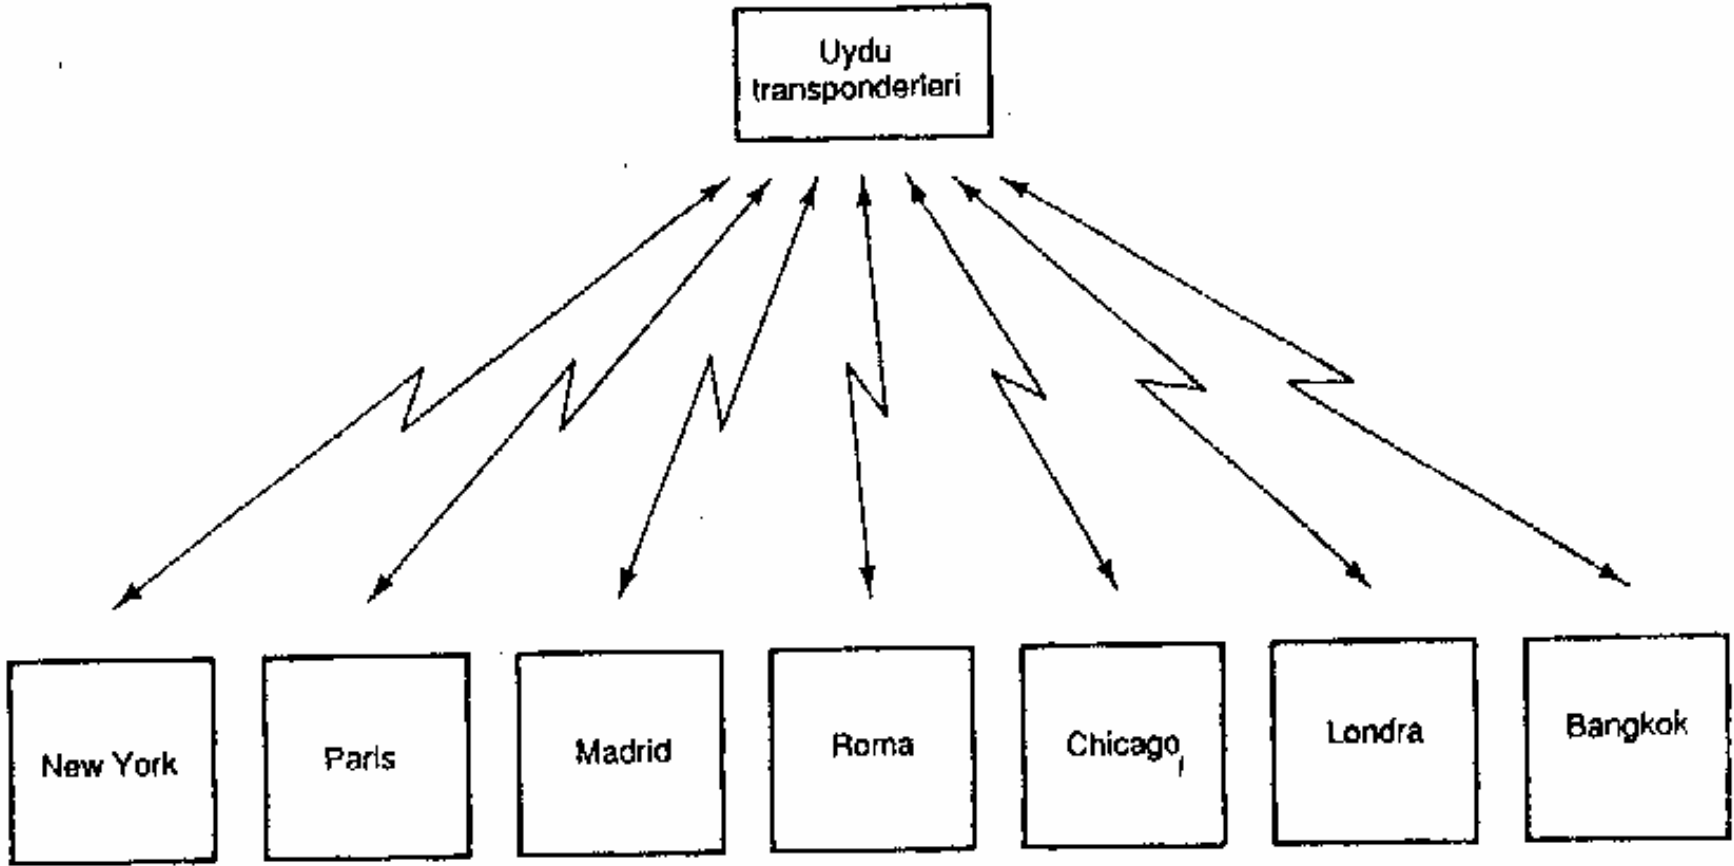 Uydu
transponderleri
New York
Paris
Madrid
Roma
Chicago
Londra
Bangkok